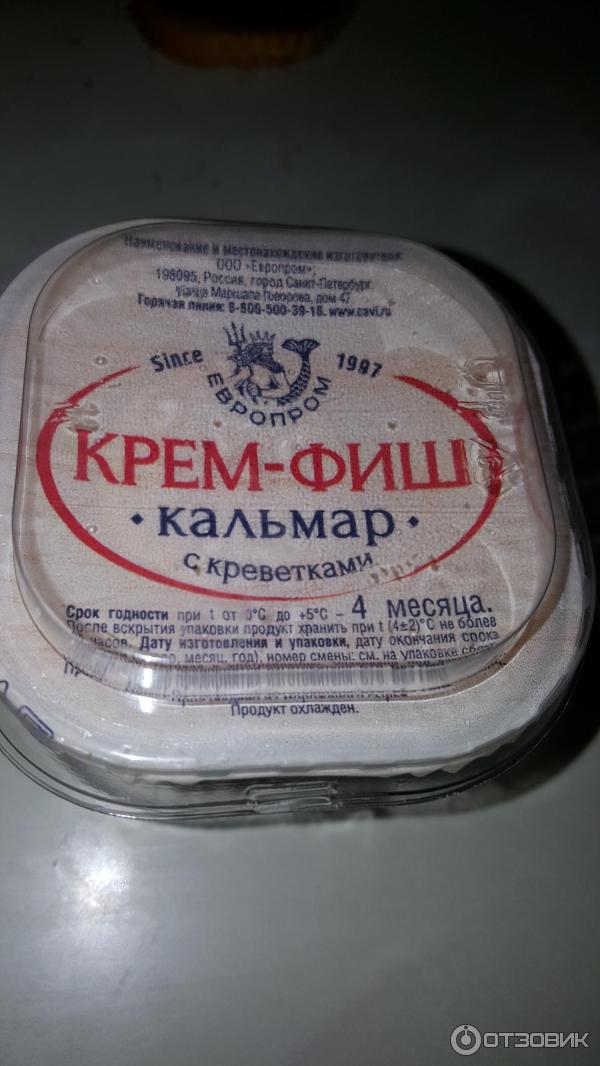 Наименование и местонахождение изготовителя:
ООО «Европром»,
198095, Россия, город Санкт-Петербург,
улица Маршала Говорова, дом 47
Горячая линия: 8-800-500-39-18. www.cavi.ru
Since 1997
ЕВРОПРОМ
КРЕМ-ФИШ
• кальмар •
с креветками
Срок годности при t от 0°С до +5°С – 4 месяца.
После вскрытия упаковки продукт хранить при t (4±2)°С не более
часов. Дату изготовления и упаковки, дату окончания срока
месяц, год), номер смены: см. на упаковке
Продукт охлажден.
ОТЗОВИК